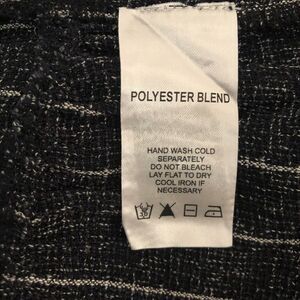 POLYESTER BLEND
HAND WASH COLD
SEPARATELY
DO NOT BLEACH
LAY FLAT TO DRY
COOL IRON IF
NECESSARY